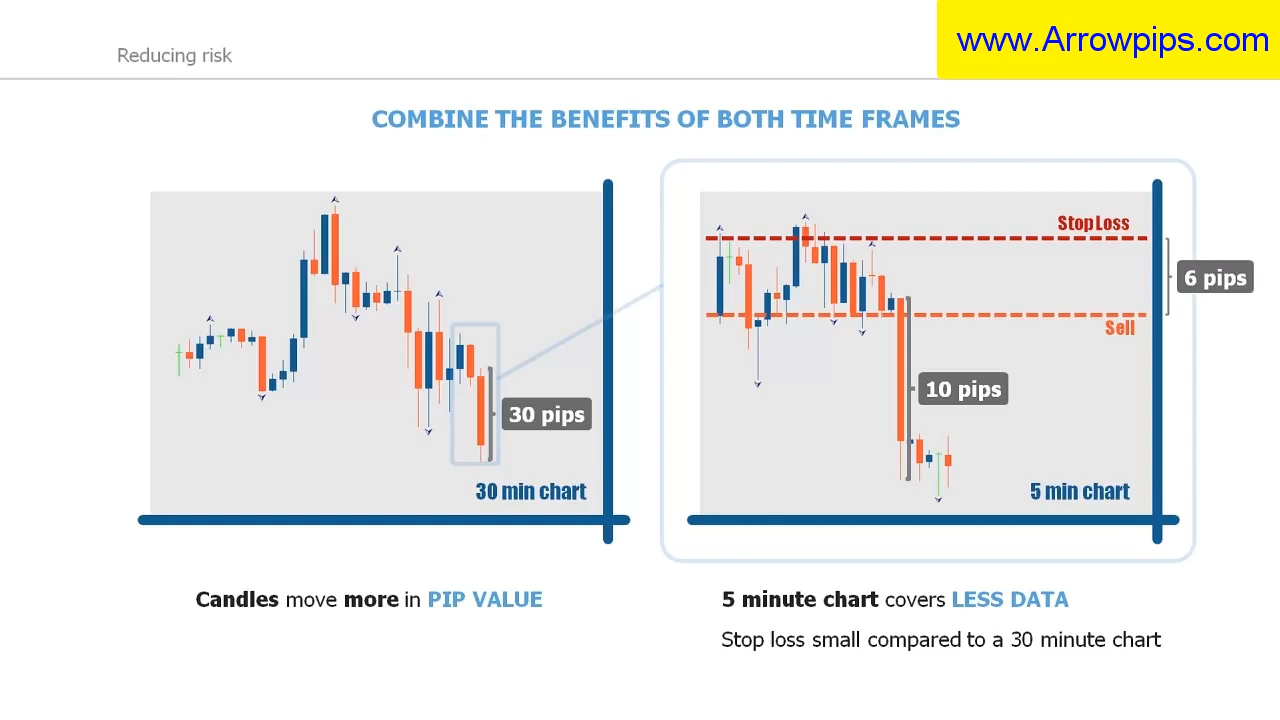 www.Arrowpips.com
Reducing risk
COMBINE THE BENEFITS OF BOTH TIME FRAMES
30 pips
30 min chart
Stop Loss
6 pips
Sell
10 pips
5 min chart
Candles move more in PIP VALUE
5 minute chart covers LESS DATA
Stop loss small compared to a 30 minute chart